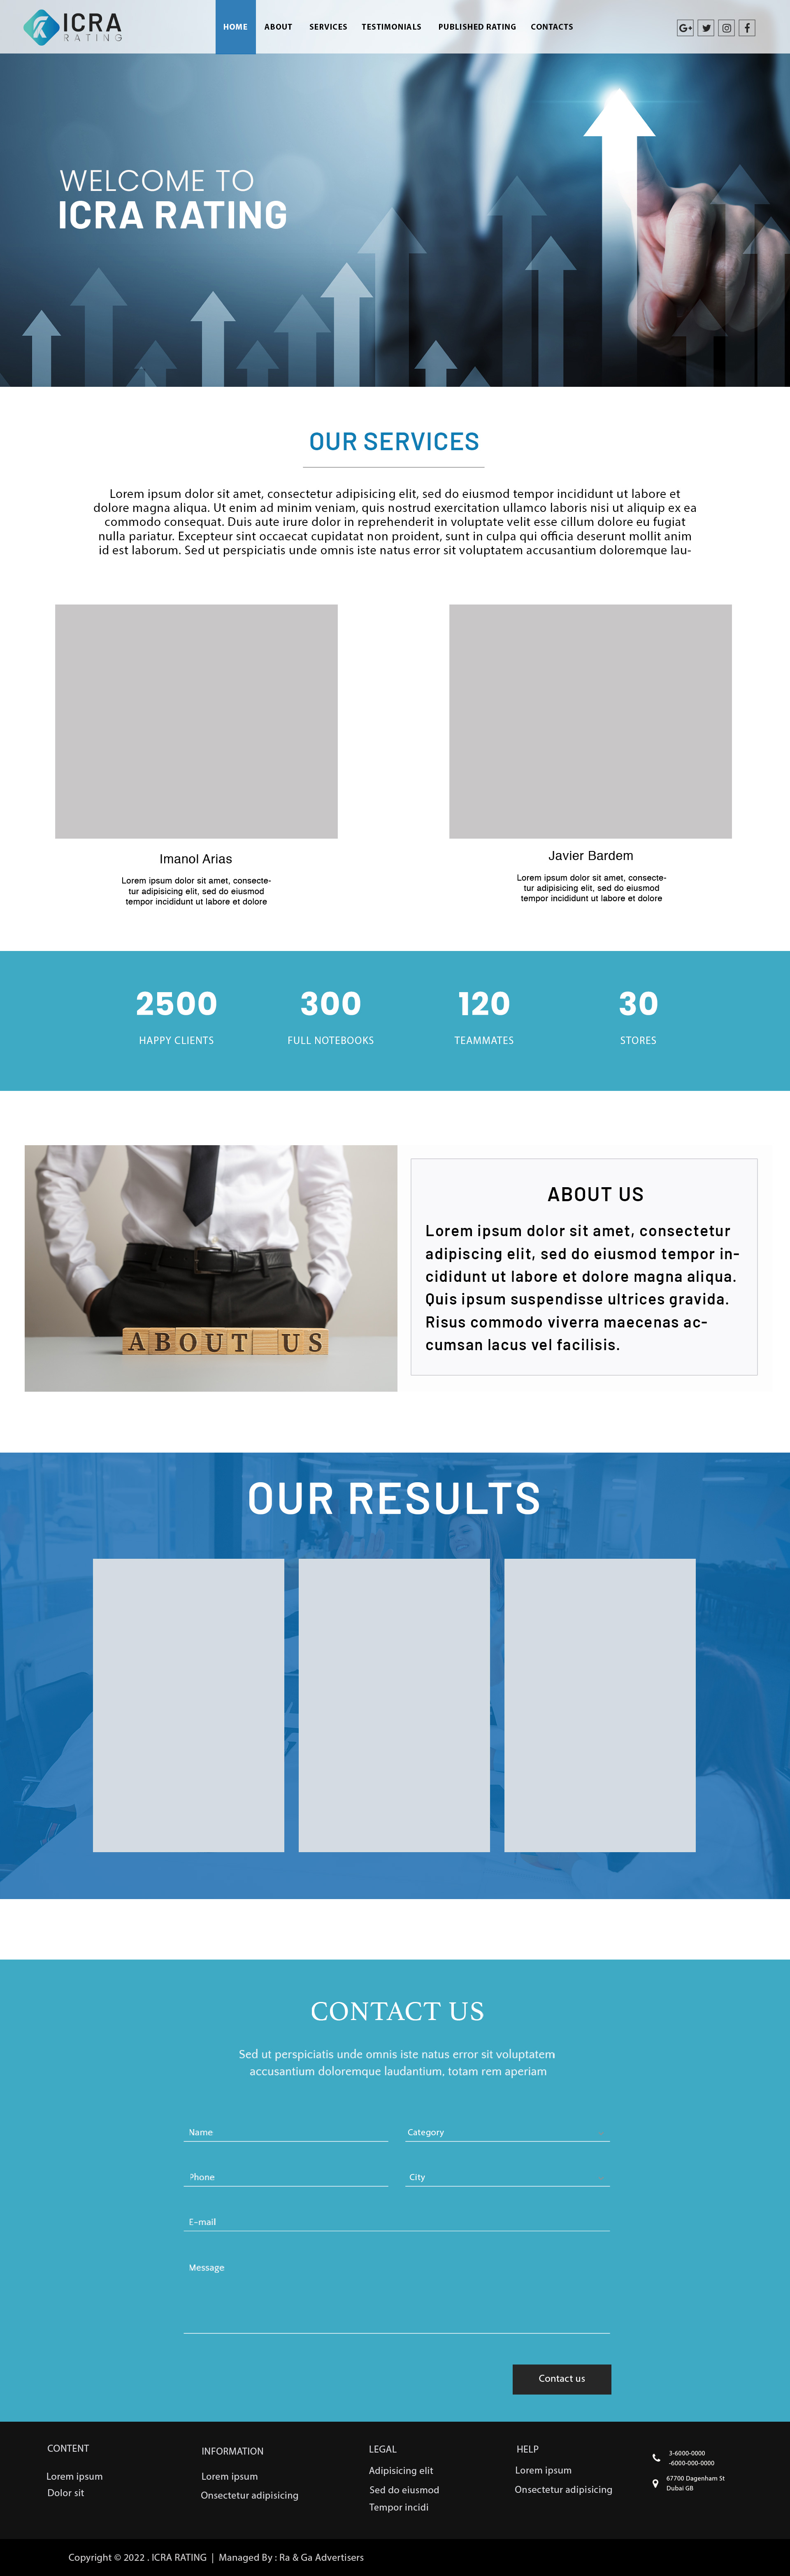 ICRA
RATING
HOME ABOUT SERVICES TESTIMONIALS PUBLISHED RATING CONTACTS
WELCOME TO
ICRA RATING
OUR SERVICES
Lorem ipsum dolor sit amet, consectetur adipisicing elit, sed do eiusmod tempor incididunt ut labore et
dolore magna aliqua. Ut enim ad minim veniam, quis nostrud exercitation ullamco laboris nisi ut aliquip ex ea
commodo consequat. Duis aute irure dolor in reprehenderit in voluptate velit esse cillum dolore eu fugiat
nulla pariatur. Excepteur sint occaecat cupidatat non proident, sunt in culpa qui officia deserunt mollit anim
id est laborum. Sed ut perspiciatis unde omnis iste natus error sit voluptatem accusantium doloremque lau-
Imanol Arias
Lorem ipsum dolor sit amet, consecte-
tur adipisicing elit, sed do eiusmod
tempor incididunt ut labore et dolore
Javier Bardem
Lorem ipsum dolor sit amet, consecte-
tur adipisicing elit, sed do eiusmod
tempor incididunt ut labore et dolore
2500 300 120 30
HAPPY CLIENTS FULL NOTEBOOKS TEAMMATES STORES
ABOUT US
ABOUT US
Lorem ipsum dolor sit amet, consectetur
adipiscing elit, sed do eiusmod tempor in-
cididunt ut labore et dolore magna aliqua.
Quis ipsum suspendisse ultrices gravida.
Risus commodo viverra maecenas ac-
cumsan lacus vel facilisis.
OUR RESULTS
CONTACT US
Sed ut perspiciatis unde omnis iste natus error sit voluptatem
accusantium doloremque laudantium, totam rem aperiam
Name Category
Phone City
E-mail
Message
Contact us
CONTENT
Lorem ipsum
Dolor sit
INFORMATION
Lorem ipsum
Onsectetur adipisicing
LEGAL
Adipisicing elit
Sed do eiusmod
Tempor incidi
HELP
Lorem ipsum
Onsectetur adipisicing
3-6000-0000
-6000-000-0000
67700 Dagenham St
Dubai GB
Copyright © 2022 . ICRA RATING | Managed By : Ra & Ga Advertisers